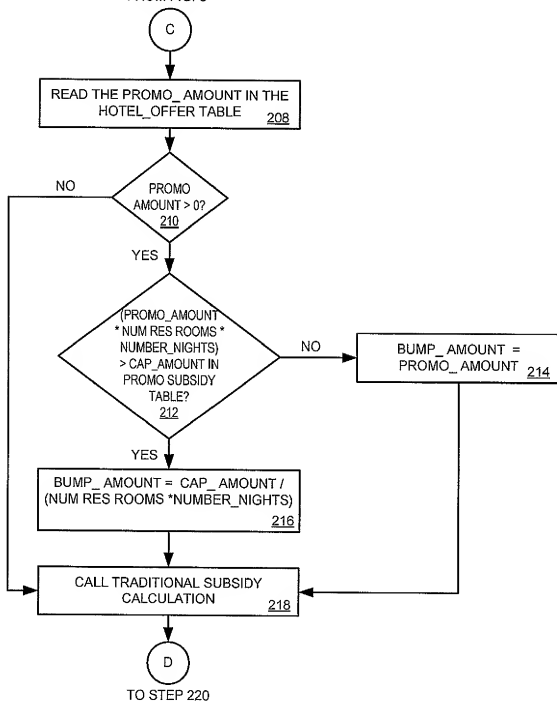 C
READ THE PROMO_ AMOUNT IN THE
HOTEL_OFFER TABLE
208
NO
PROMO
AMOUNT > 0?
210
YES
(PROMO_AMOUNT
* NUM RES ROOMS *
NUMBER_NIGHTS)
> CAP_AMOUNT IN
PROMO SUBSIDY
TABLE?
212
NO
BUMP_ AMOUNT =
PROMO_ AMOUNT
214
YES
BUMP_ AMOUNT = CAP_AMOUNT /
(NUM RES ROOMS *NUMBER_NIGHTS)
216
CALL TRADITIONAL SUBSIDY
CALCULATION
218
D
TO STEP 220